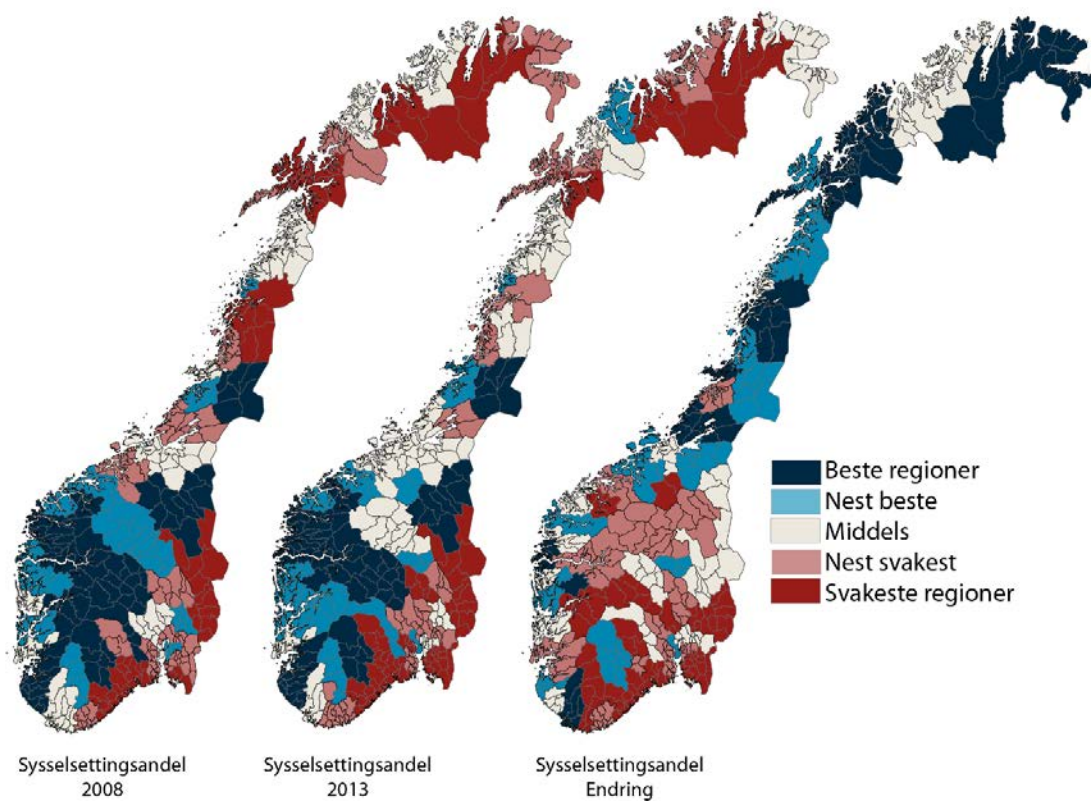 Beste regioner
Nest beste
Middels
Nest svakest
Svakeste regioner
Sysselsettingsandel
2008
Sysselsettingsandel
2013
Sysselsettingsandel
Endring